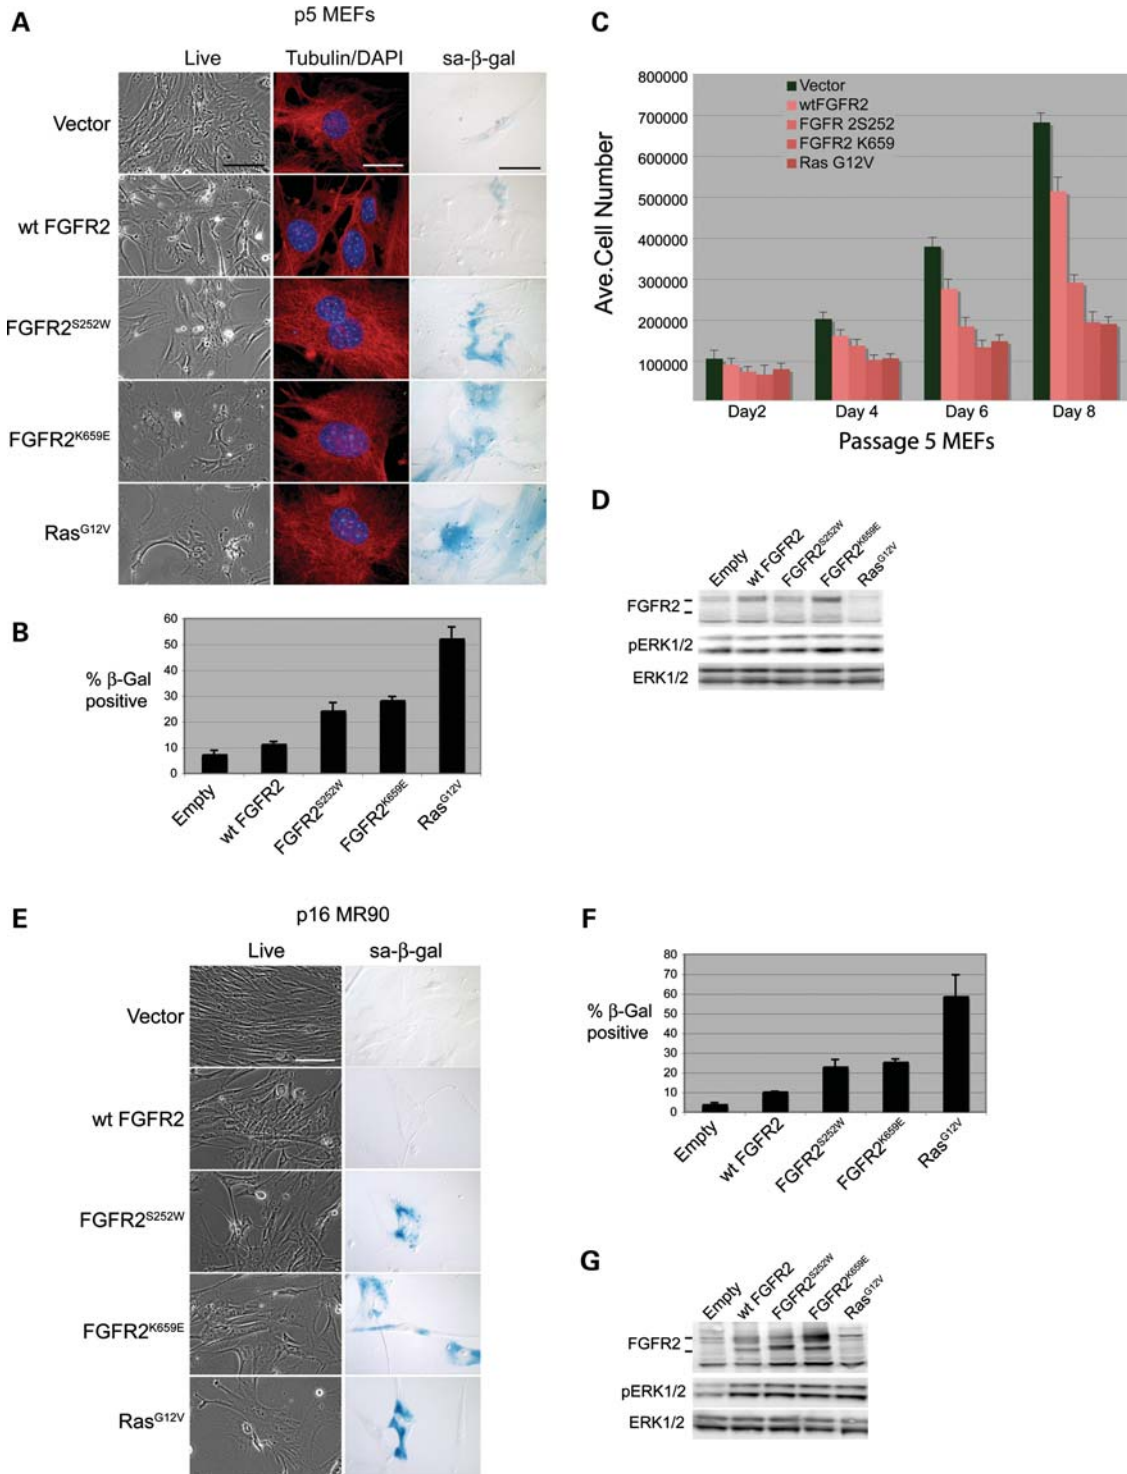 A
p5 MEFs
Live Tubulin/DAPI sa-β-gal
Vector
wt FGFR2
FGFR2S252W
FGFR2K659E
RasG12V
B
60
50
40
30
20
10
0
% β-Gal
positive
Empty
wt FGFR2
FGFR2S252W
FGFR2K659E
RasG12V
C
800000
700000
600000
500000
400000
300000
200000
100000
Ave.Cell Number
Vector
wtFGFR2
FGFR 2S252
FGFR2 K659
Ras G12V
Day2 Day 4 Day 6 Day 8
Passage 5 MEFs
D
Empty
wt FGFR2
FGFR2S252W
FGFR2K659E
RasG12V
FGFR2
pERK1/2
ERK1/2
E
p16 MR90
Live sa-β-gal
Vector
wt FGFR2
FGFR2S252W
FGFR2K659E
RasG12V
F
80
70
60
50
40
30
20
10
0
% β-Gal
positive
Empty
wt FGFR2
FGFR2S252W
FGFR2K659E
RasG12V
G
Empty
wt FGFR2
FGFR2S252W
FGFR2K659E
RasG12V
FGFR2
pERK1/2
ERK1/2